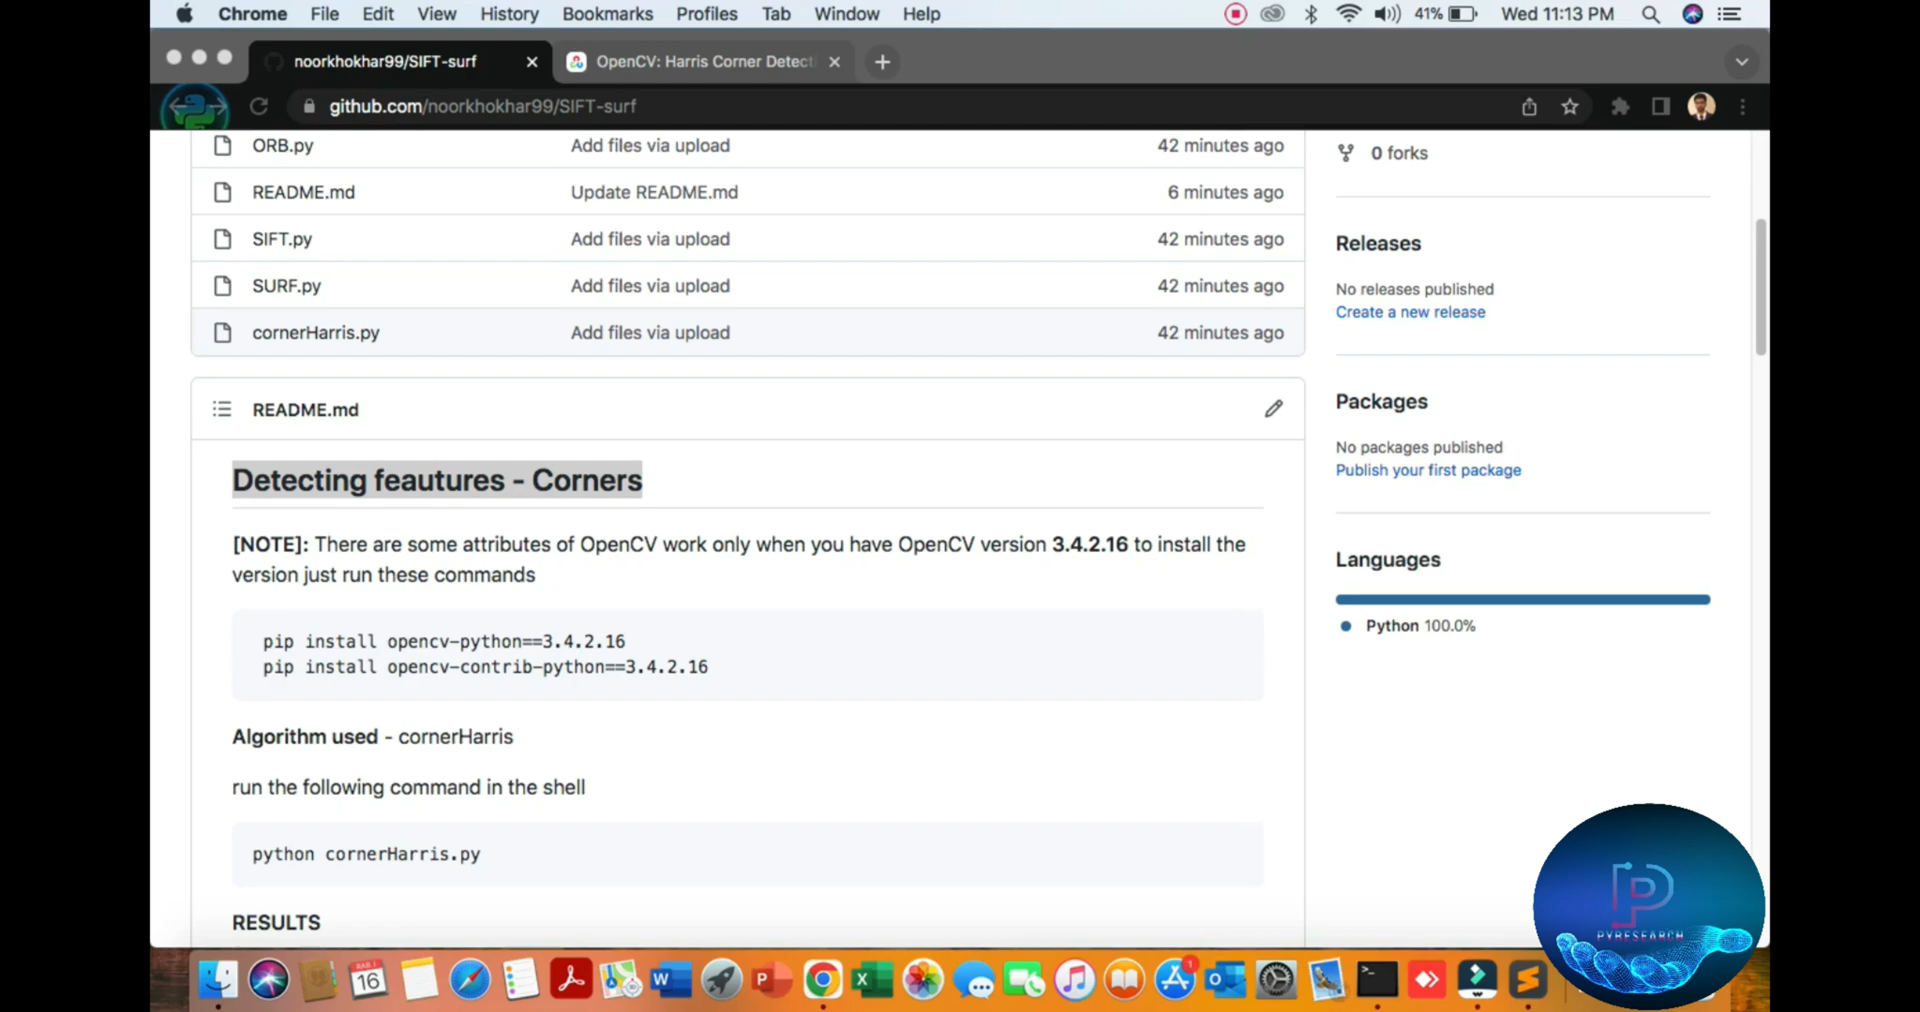 Chrome File Edit View History Bookmarks Profiles Tab Window Help 41% Wed 11:13 PM
noorkhokhar99/SIFT-surf OpenCV: Harris Corner Detect
github.com/noorkhokhar99/SIFT-surf
ORB.py Add files via upload 42 minutes ago
README.md Update README.md 6 minutes ago
SIFT.py Add files via upload 42 minutes ago
SURF.py Add files via upload 42 minutes ago
cornerHarris.py Add files via upload 42 minutes ago
README.md
Detecting feautures - Corners
[NOTE]: There are some attributes of OpenCV work only when you have OpenCV version 3.4.2.16 to install the
version just run these commands
pip install opencv-python==3.4.2.16
pip install opencv-contrib-python==3.4.2.16
Algorithm used - cornerHarris
run the following command in the shell
python cornerHarris.py
RESULTS
0 forks
Releases
No releases published
Create a new release
Packages
No packages published
Publish your first package
Languages
Python 100.0%
PYRESEARCH
16
1